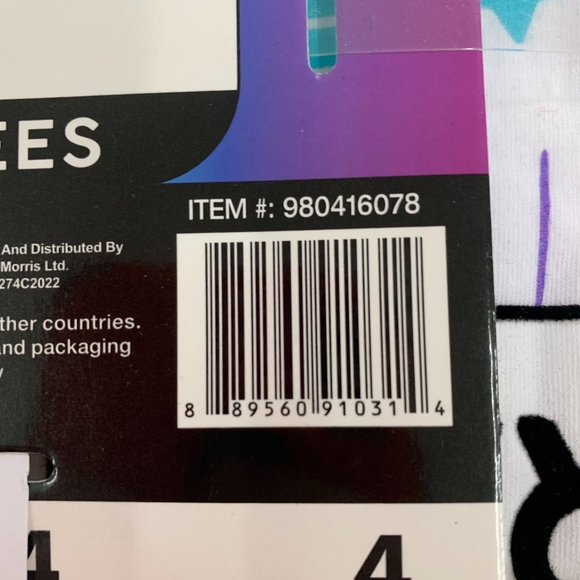 EES
ITEM #: 980416078
And Distributed By
Morris Ltd.
274C2022
ther countries.
and packaging
y
8 89560 91031 4
4 4